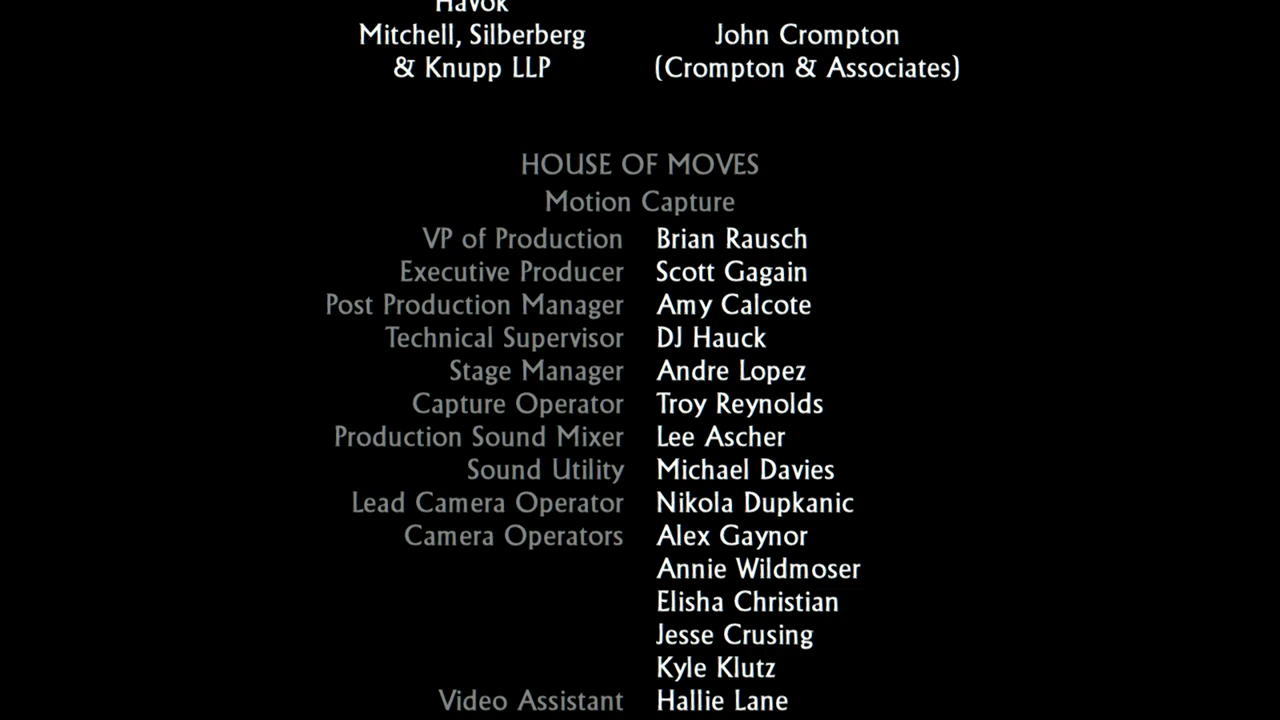 Havok
Mitchell, Silberberg
& Knupp LLP
John Crompton
(Crompton & Associates)
HOUSE OF MOVES
Motion Capture
VP of Production Brian Rausch
Executive Producer Scott Gagain
Post Production Manager Amy Calcote
Technical Supervisor DJ Hauck
Stage Manager Andre Lopez
Capture Operator Troy Reynolds
Production Sound Mixer Lee Ascher
Sound Utility Michael Davies
Lead Camera Operator Nikola Dupkanic
Camera Operators Alex Gaynor
Annie Wildmoser
Elisha Christian
Jesse Crusing
Kyle Klutz
Video Assistant Hallie Lane